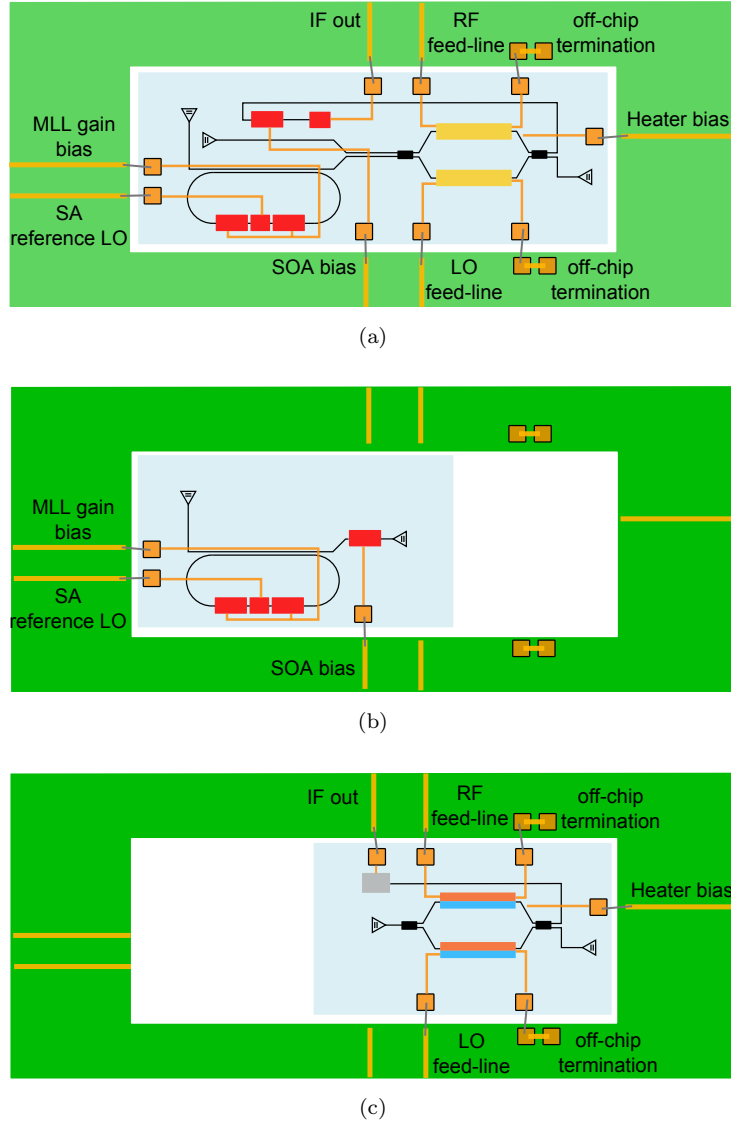 IF out
RF
feed-line
off-chip
termination
MLL gain
bias
Heater bias
SA
reference LO
SOA bias
LO
feed-line
off-chip
termination
(a)
MLL gain
bias
SA
reference LO
SOA bias
(b)
IF out
RF
feed-line
off-chip
termination
Heater bias
LO
feed-line
off-chip
termination
(c)